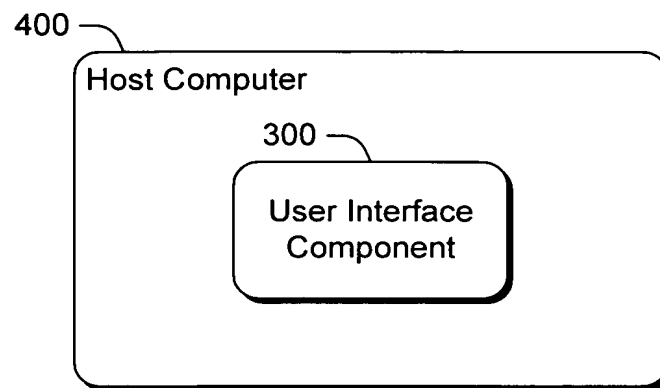 400
Host Computer
300
User Interface
Component